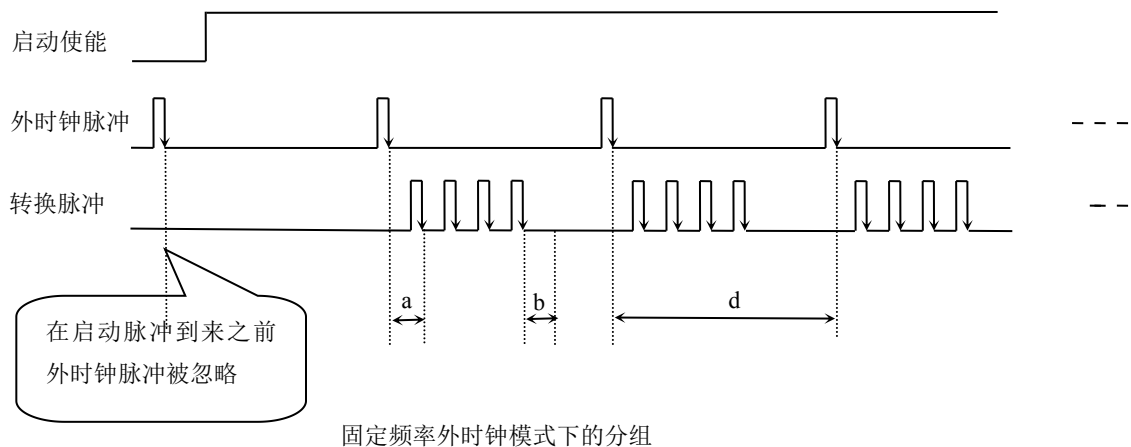 启动使能
外时钟脉冲
转换脉冲
a
b
d
在启动脉冲到来之前
外时钟脉冲被忽略
固定频率外时钟模式下的分组